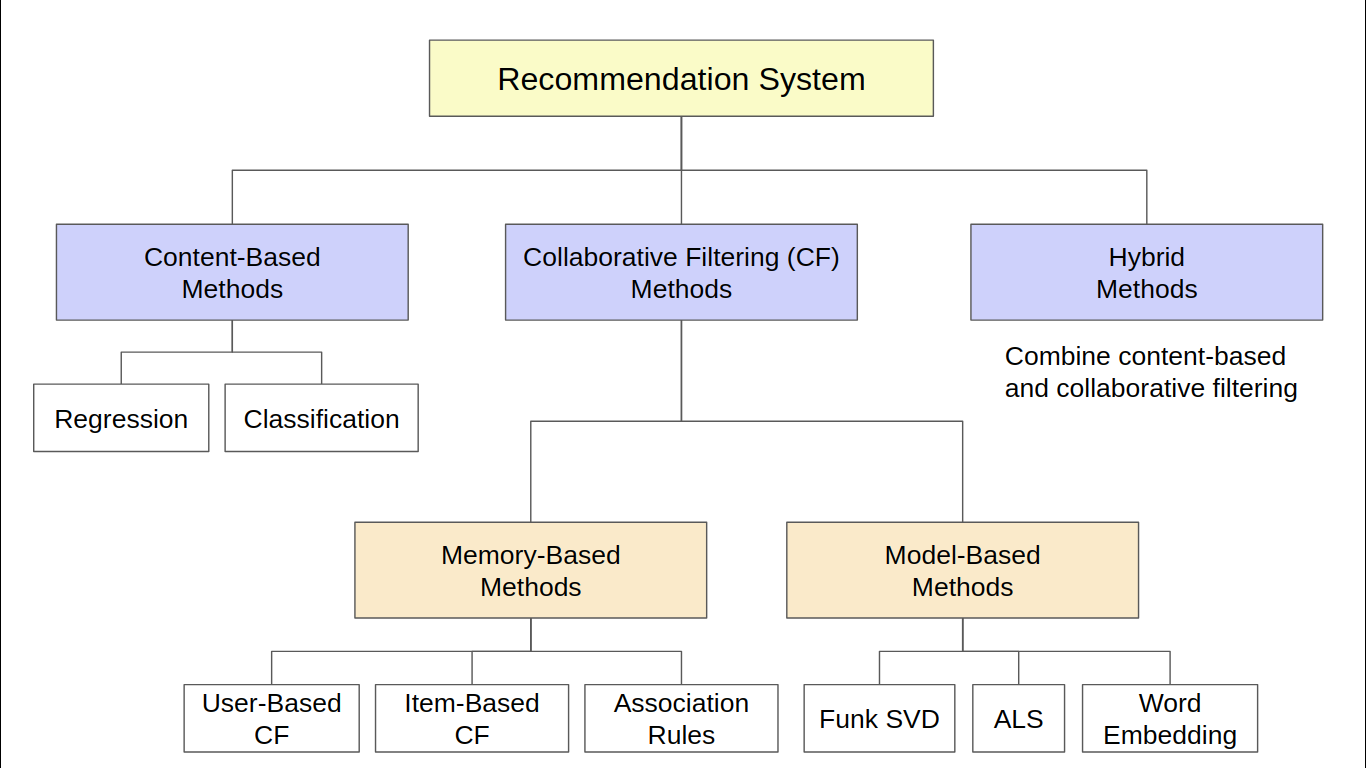 Recommendation System
Content-Based
Methods
Collaborative Filtering (CF)
Methods
Hybrid
Methods
Combine content-based
and collaborative filtering
Regression
Classification
Memory-Based
Methods
Model-Based
Methods
User-Based
CF
Item-Based
CF
Association
Rules
Funk SVD
ALS
Word
Embedding